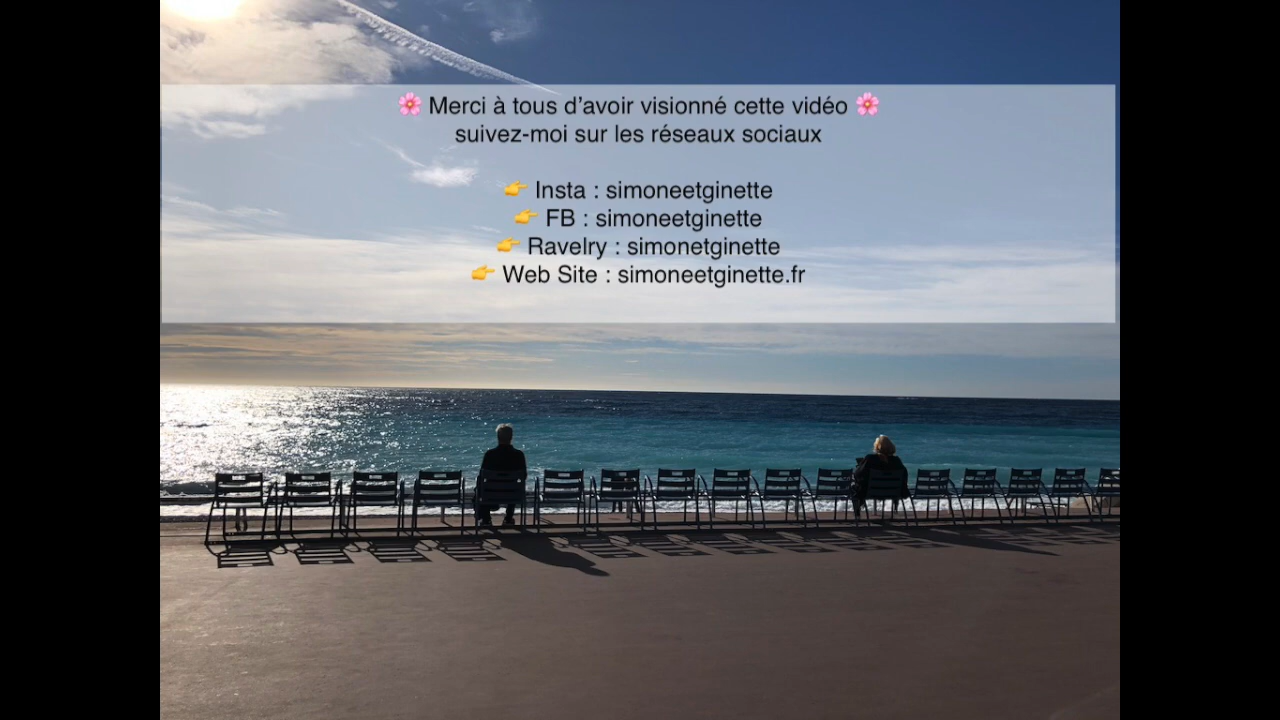 🌸 Merci à tous d’avoir visionné cette vidéo 🌸
suivez-moi sur les réseaux sociaux
👉 Insta : simoneetginette
👉 FB : simoneetginette
👉 Ravelry : simonetginette
👉 Web Site : simoneetginette.fr